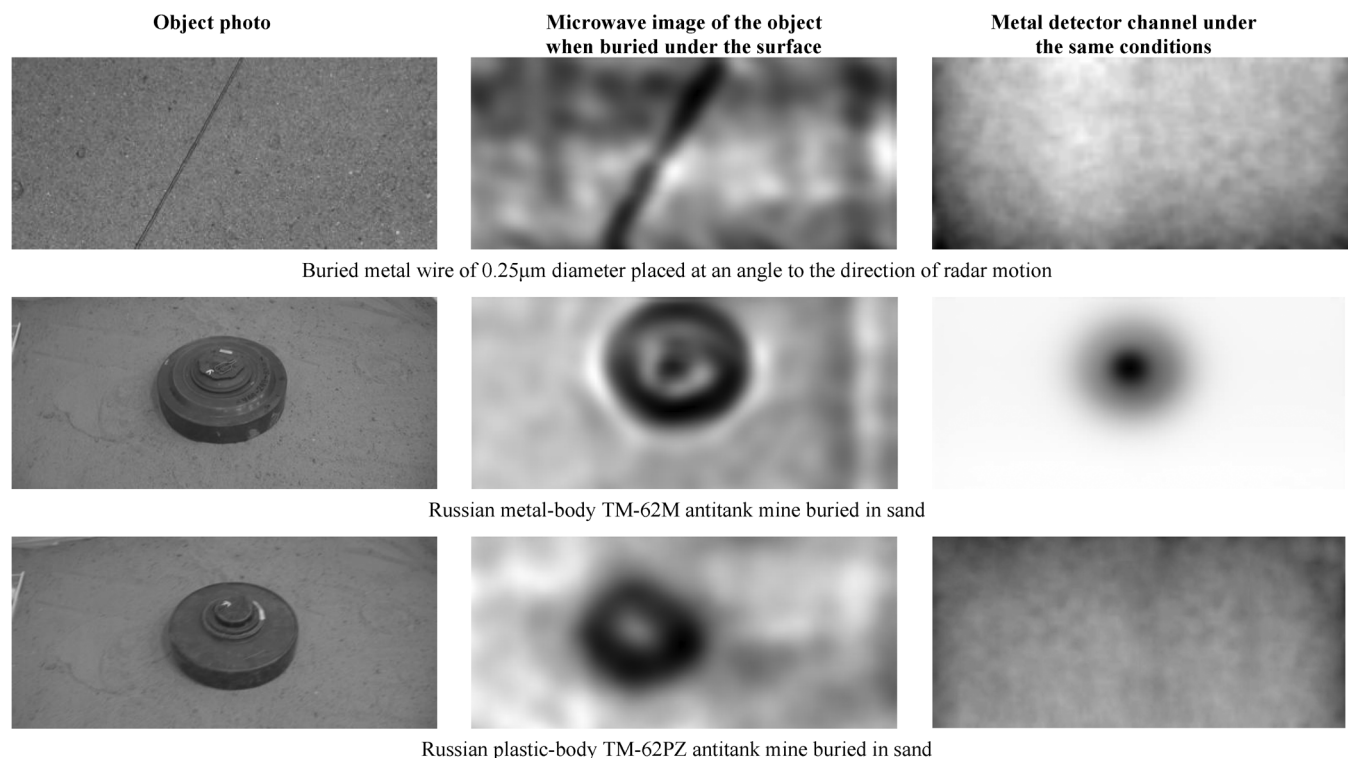 Object photo
Microwave image of the object
when buried under the surface
Metal detector channel under
the same conditions
Buried metal wire of 0.25μm diameter placed at an angle to the direction of radar motion
Russian metal-body TM-62M antitank mine buried in sand
Russian plastic-body TM-62PZ antitank mine buried in sand